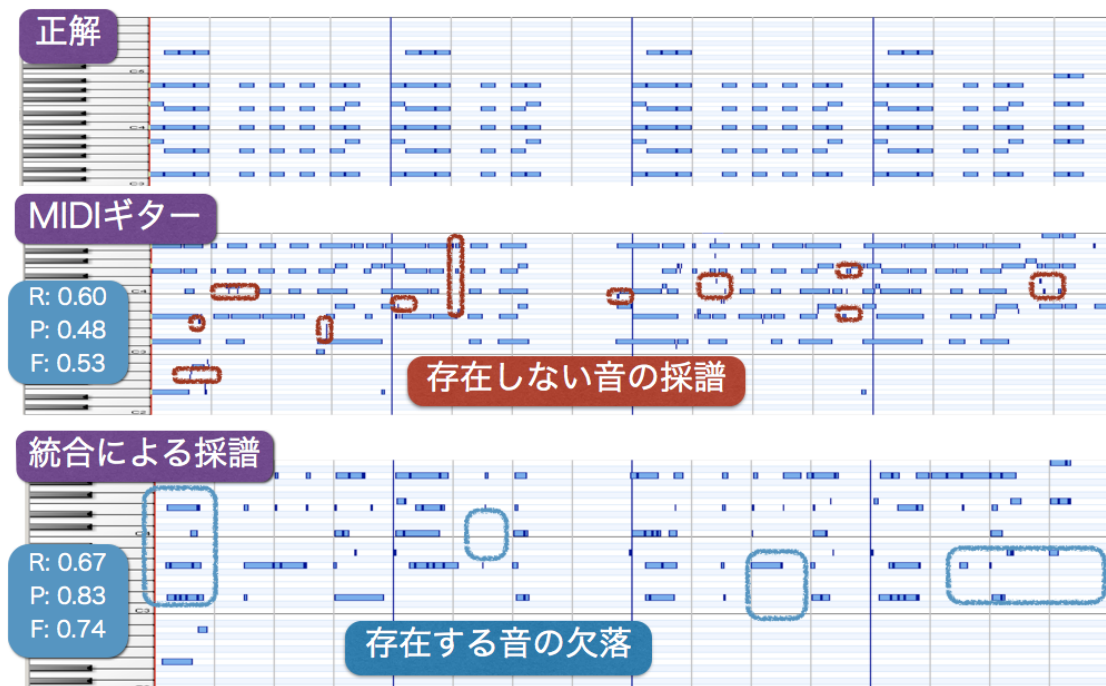 正解
C5
C4
MIDIギター
R: 0.60
P: 0.48
F: 0.53
C3
存在しない音の採譜
統合による採譜
R: 0.67
P: 0.83
F: 0.74
C3
存在する音の欠落